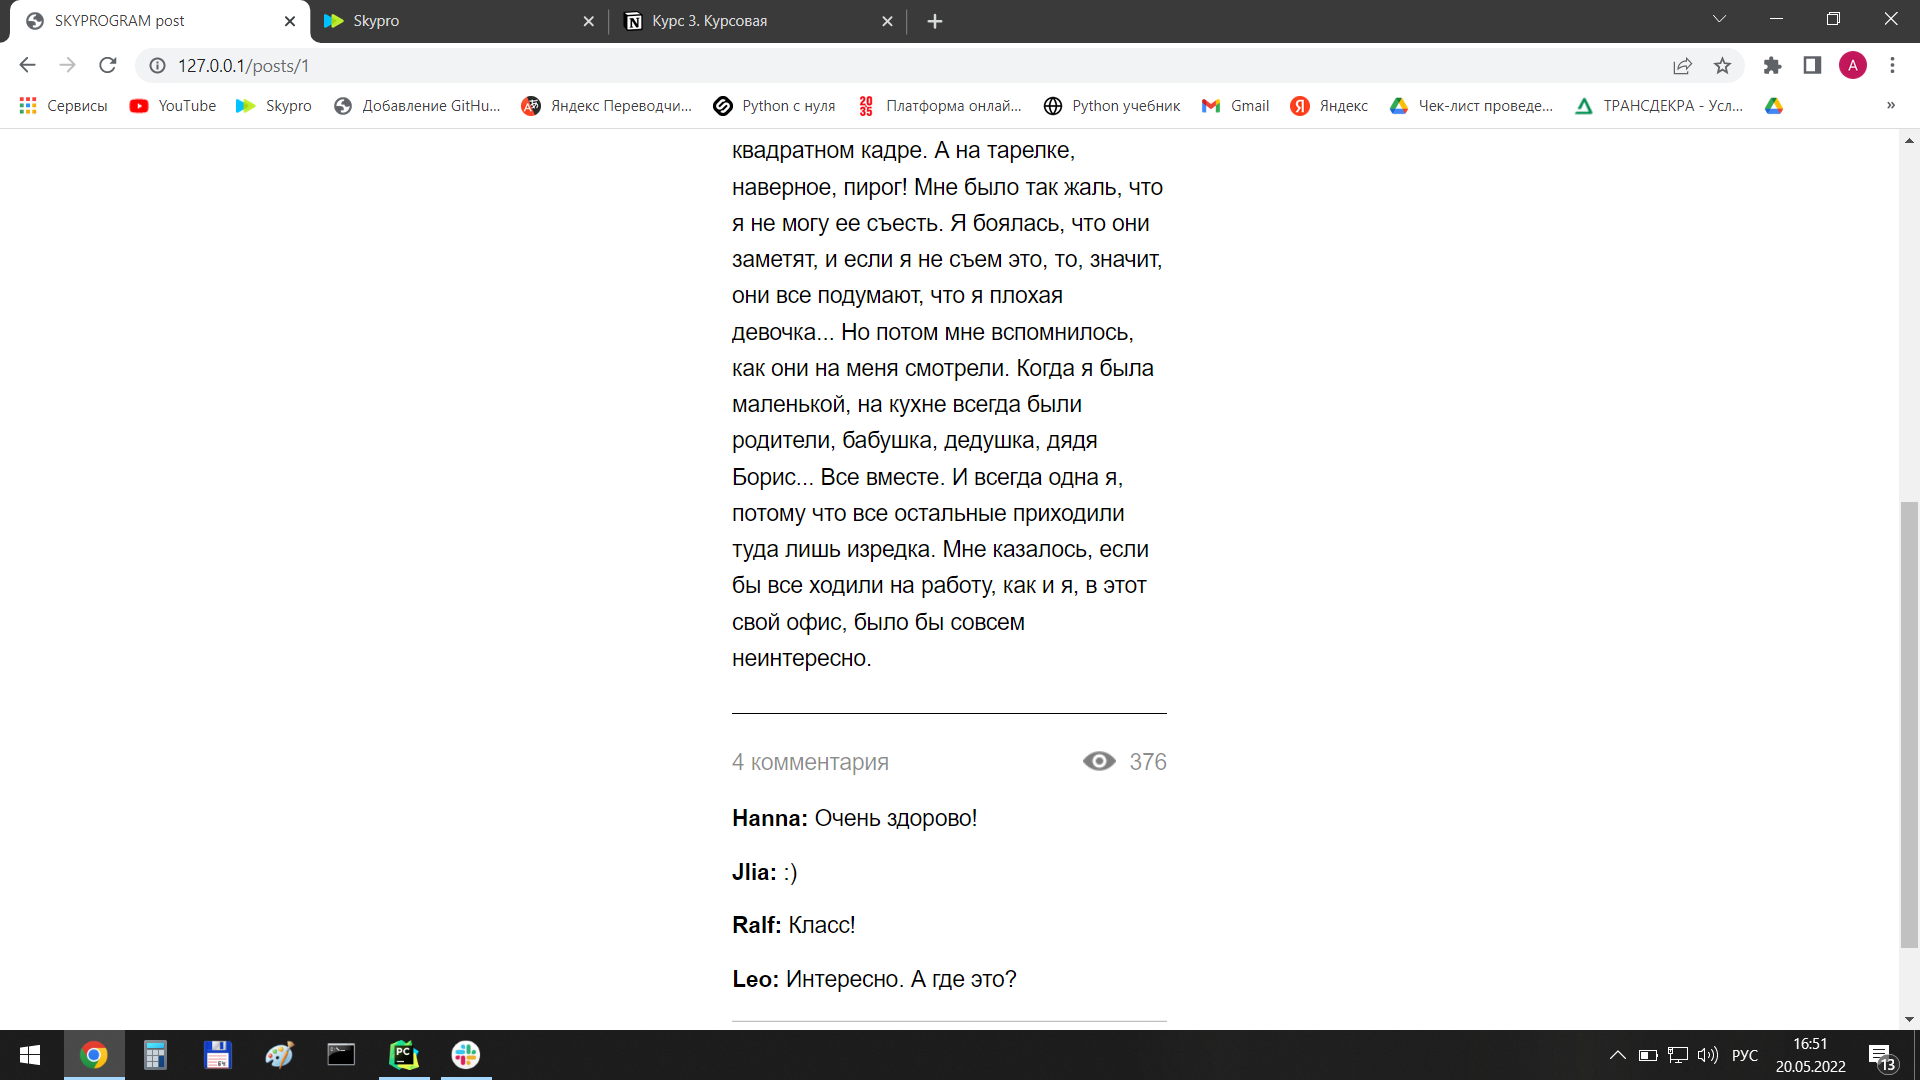 SKYPROGRAM post
Skypro
Курс 3. Курсовая
127.0.0.1/posts/1
A
Сервисы
YouTube
Skypro
Добавление GitHu...
Яндекс Переводчи...
Python с нуля
20 35 Платформа онлай...
Python учебник
Gmail
Яндекс
Чек-лист проведе...
ТРАНСДЕКРА - Усл...
»
квадратном кадре. А на тарелке,
наверное, пирог! Мне было так жаль, что
я не могу ее съесть. Я боялась, что они
заметят, и если я не съем это, то, значит,
они все подумают, что я плохая
девочка... Но потом мне вспомнилось,
как они на меня смотрели. Когда я была
маленькой, на кухне всегда были
родители, бабушка, дедушка, дядя
Борис... Все вместе. И всегда одна я,
потому что все остальные приходили
туда лишь изредка. Мне казалось, если
бы все ходили на работу, как и я, в этот
свой офис, было бы совсем
неинтересно.
4 комментария 376
Hanna: Очень здорово!
Jlia: :)
Ralf: Класс!
Leo: Интересно. А где это?
PC
РУС
16:51
20.05.2022
13